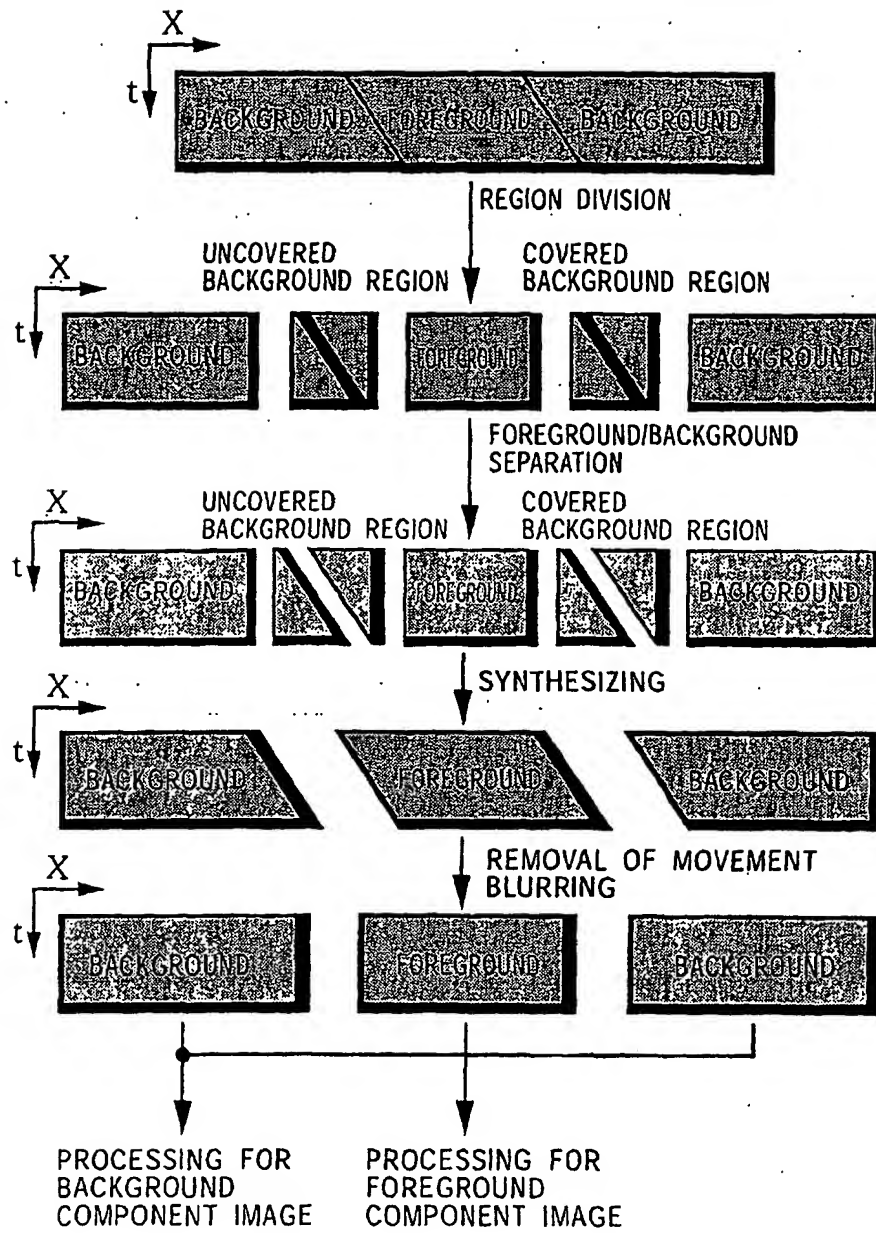 X
t
BACKGROUND FOREGROUND BACKGROUND
REGION DIVISION
UNCOVERED
BACKGROUND REGION
COVERED
BACKGROUND REGION
X
t
BACKGROUND FOREGROUND BACKGROUND
FOREGROUND/BACKGROUND
SEPARATION
UNCOVERED
BACKGROUND REGION
COVERED
BACKGROUND REGION
X
t
BACKGROUND FOREGROUND BACKGROUND
SYNTHESIZING
X
t
BACKGROUND FOREGROUND BACKGROUND
REMOVAL OF MOVEMENT
BLURRING
X
t
BACKGROUND FOREGROUND BACKGROUND
PROCESSING FOR
BACKGROUND
COMPONENT IMAGE
PROCESSING FOR
FOREGROUND
COMPONENT IMAGE